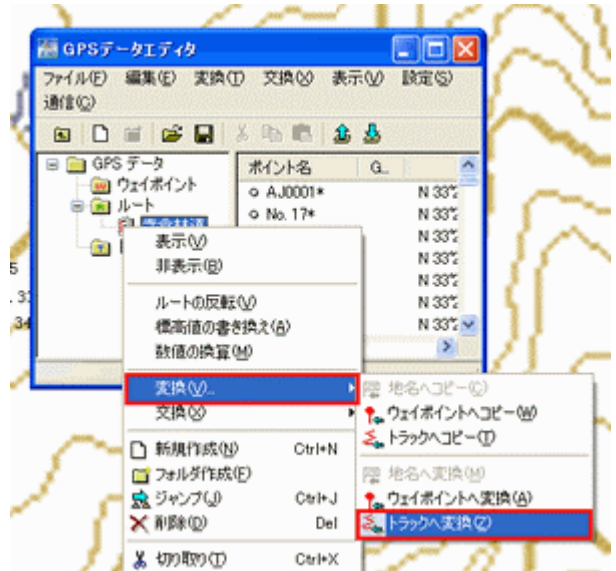 GPSデータエディタ
ファイル(F) 編集(E) 変換(T) 交換(X) 表示(V) 設定(S)
通信(C)
GPS データ
ウェイポイント
ルート
ポイント名 G...
AJ0001* N 33°
No. 17* N 33°
N 33°
N 33°
N 33°
N 33°
5
34
表示(V)
非表示(B)
ルートの反転(V)
標高値の書き換え(A)
数値の換算(M)
変換(V)...
交換(X)
新規作成(N) Ctrl+N
フォルダ作成(F)
ジャンプ(J) Ctrl+J
削除(D) Del
切り取り(T) Ctrl+X
地名へコピー(C)
ウェイポイントへコピー(W)
トラックへコピー(T)
地名へ変換(M)
ウェイポイントへ変換(A)
トラックへ変換(Z)